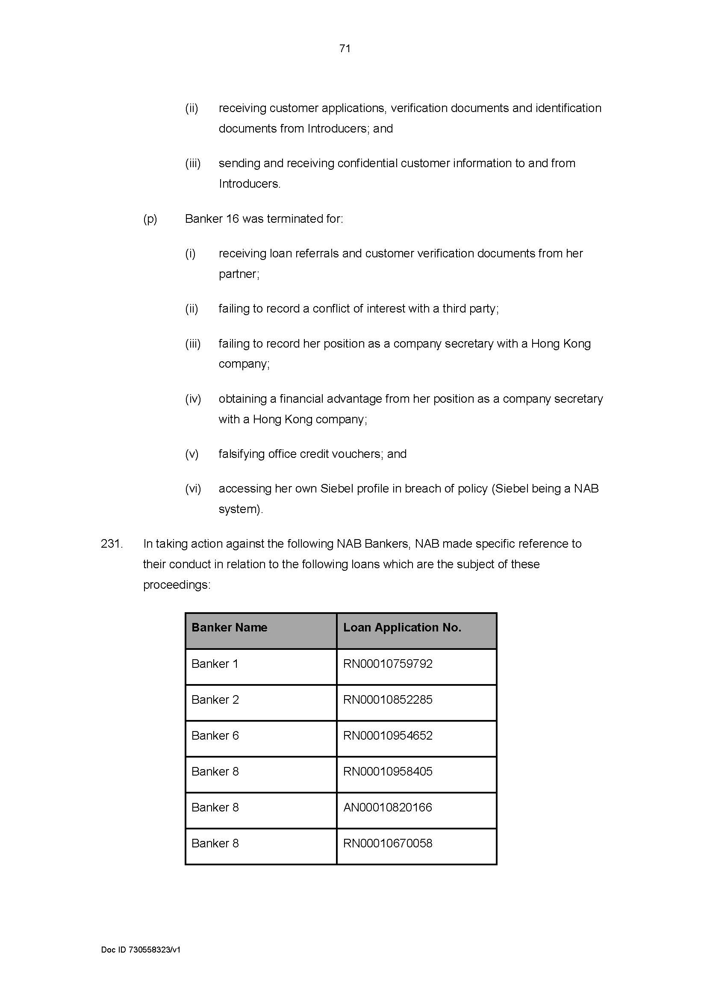 71
(ii) receiving customer applications, verification documents and identification
documents from Introducers; and
(iii) sending and receiving confidential customer information to and from
Introducers.
(p) Banker 16 was terminated for:
(i) receiving loan referrals and customer verification documents from her
partner;
(ii) failing to record a conflict of interest with a third party;
(iii) failing to record her position as a company secretary with a Hong Kong
company;
(iv) obtaining a financial advantage from her position as a company secretary
with a Hong Kong company;
(v) falsifying office credit vouchers; and
(vi) accessing her own Siebel profile in breach of policy (Siebel being a NAB
system).
231. In taking action against the following NAB Bankers, NAB made specific reference to
their conduct in relation to the following loans which are the subject of these
proceedings:
Banker Name Loan Application No.
Banker 1 RN00010759792
Banker 2 RN00010852285
Banker 6 RN00010954652
Banker 8 RN00010958405
Banker 8 AN00010820166
Banker 8 RN00010670058
Doc ID 730558323/v1